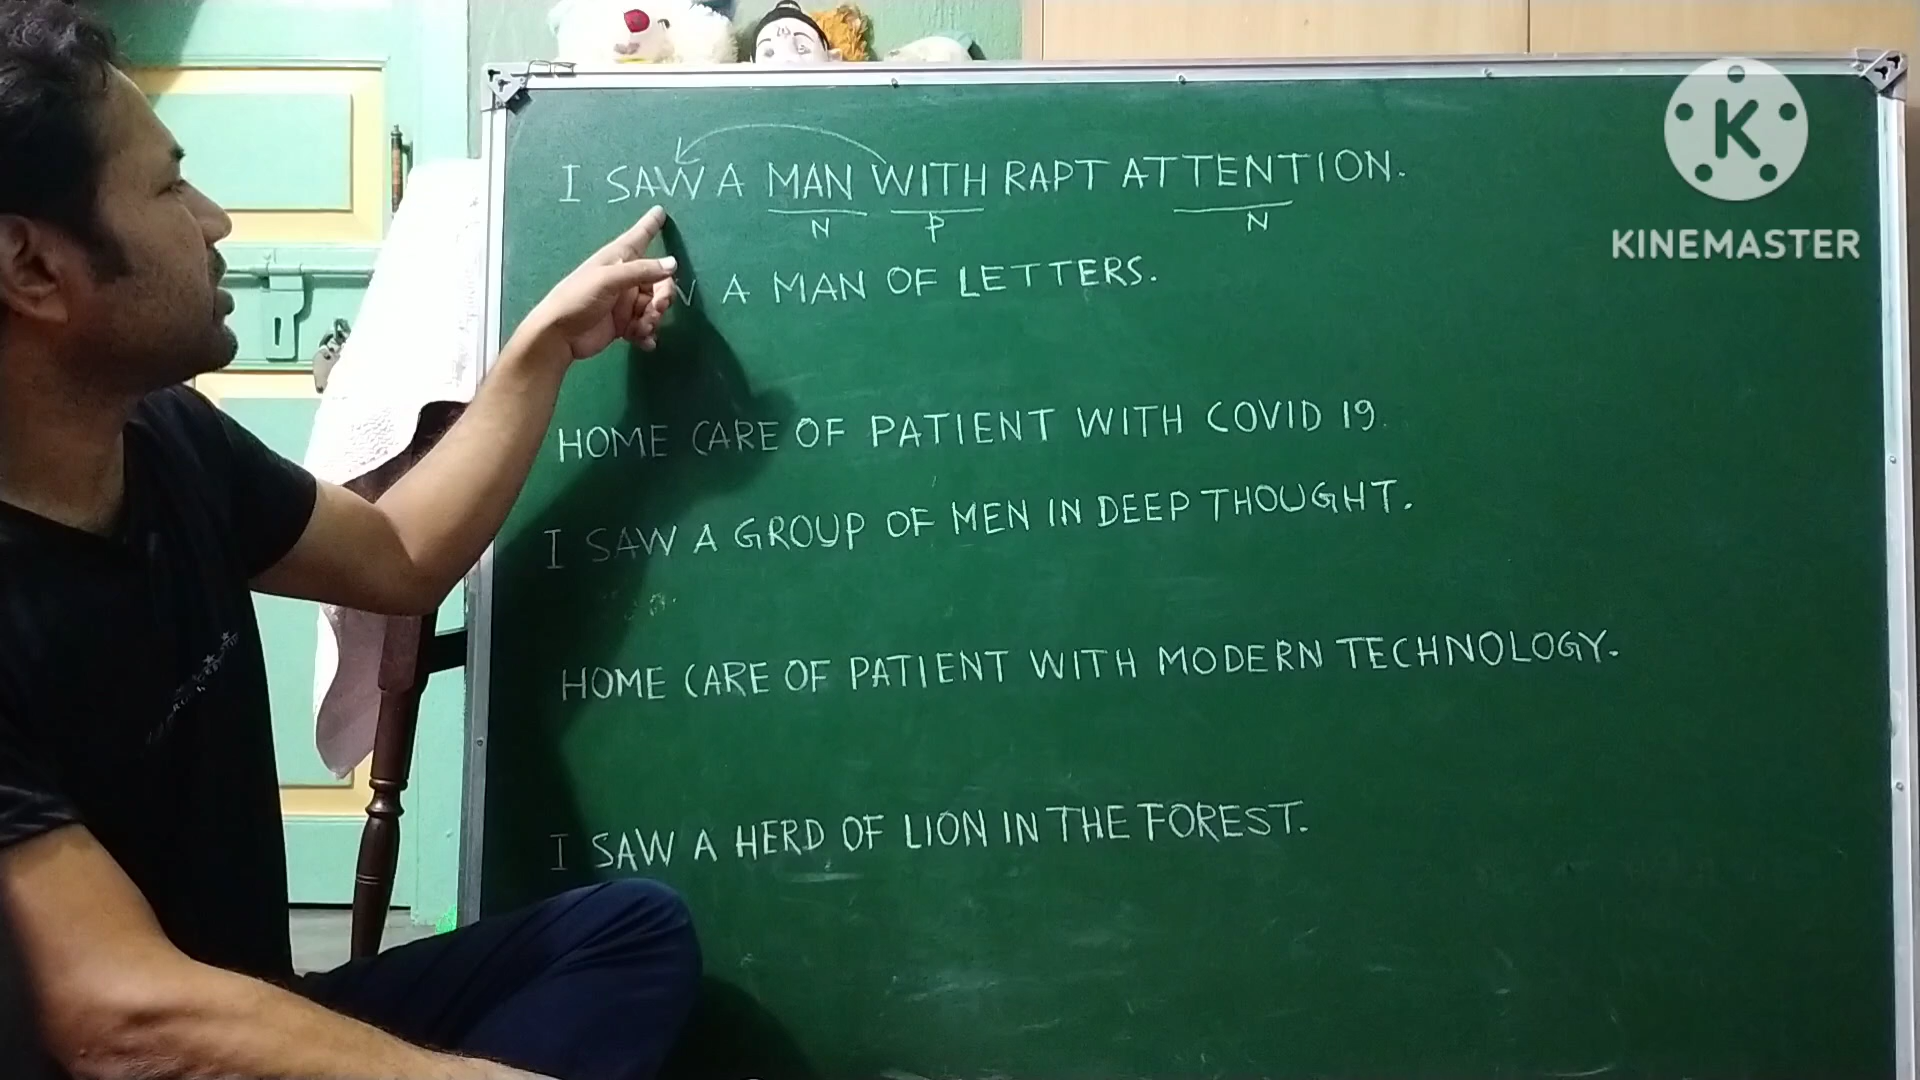 I SAW A MAN WITH RAPT ATTENTION.
N P N
A MAN OF LETTERS.
HOME CARE OF PATIENT WITH COVID 19.
I SAW A GROUP OF MEN IN DEEP THOUGHT.
HOME CARE OF PATIENT WITH MODERN TECHNOLOGY.
I SAW A HERD OF LION IN THE FOREST.
K
KINEMASTER